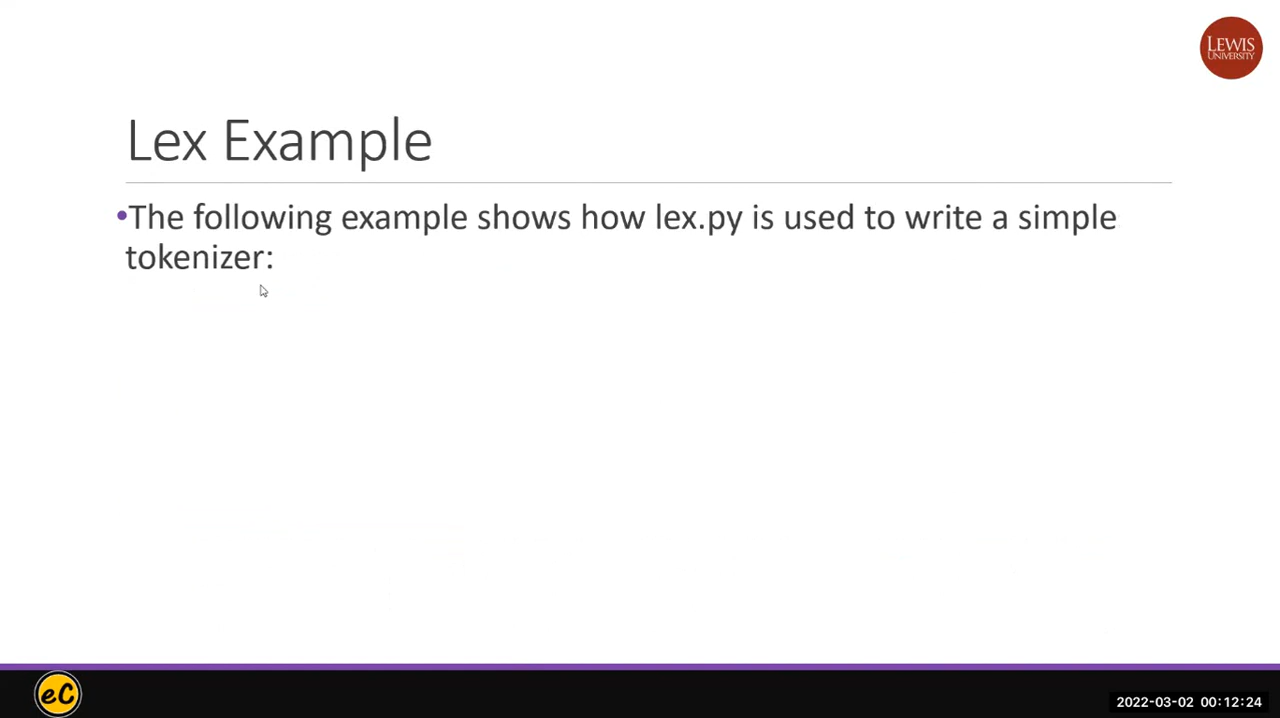 LEWIS
UNIVERSITY
Lex Example
•The following example shows how lex.py is used to write a simple
tokenizer:
eC
2022-03-02 00:12:24